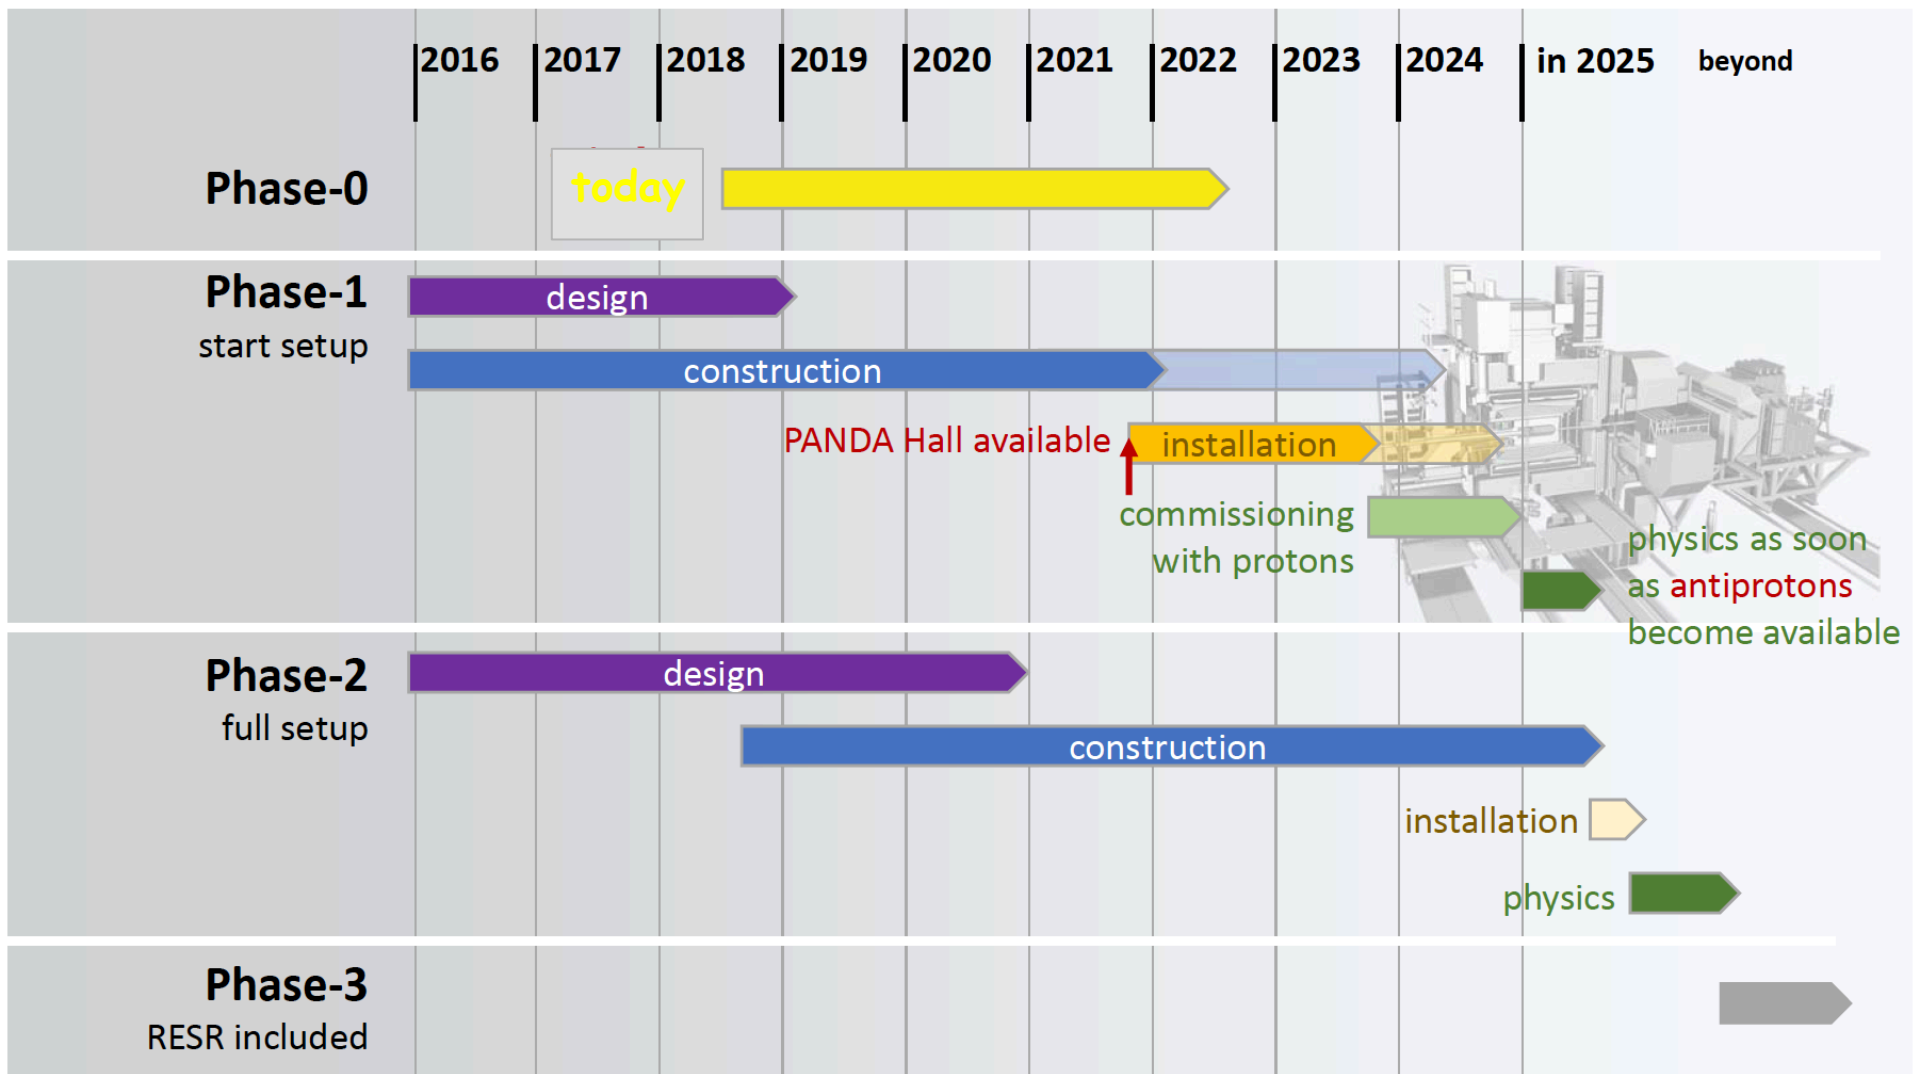 2016 2017 2018 2019 2020 2021 2022 2023 2024 in 2025 beyond
Phase-0
today
Phase-1
start setup
design
construction
PANDA Hall available
installation
commissioning
with protons
physics as soon
as antiprotons
become available
Phase-2
full setup
design
construction
installation
physics
Phase-3
RESR included